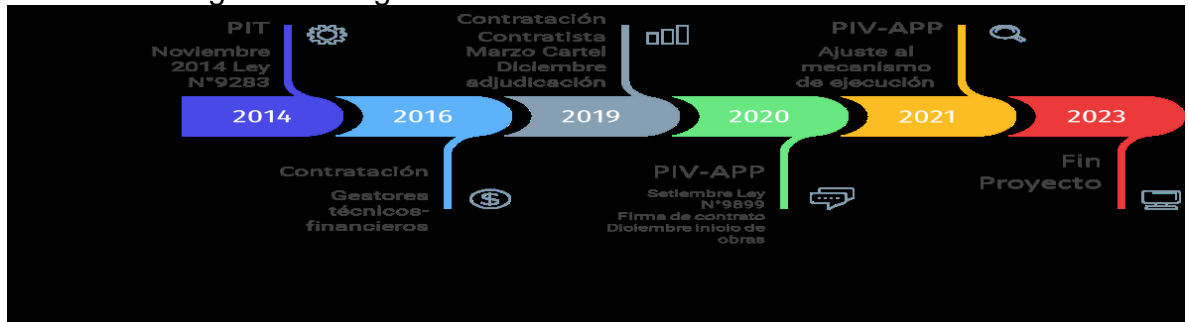 PIT
Noviembre
2014 Ley
N°9283
Contratación
Contratista
Marzo Cartel
Diciembre
adjudicación
PIV-APP
Ajuste al
mecanismo
de ejecución
2014
2016
2019
2020
2021
2023
Contratación
Gestores
técnicos-
financieros
PIV-APP
Setiembre Ley
N°9899
Firma de contrato
Diciembre inicio de
obras
Fin
Proyecto